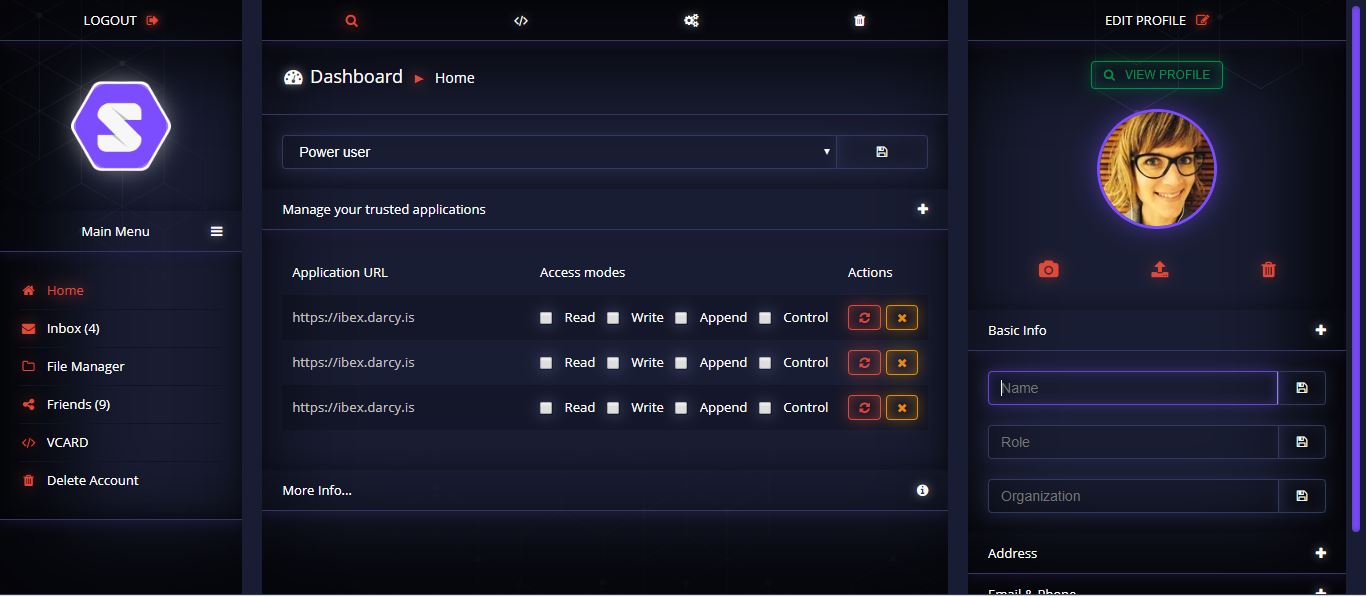 LOGOUT
Main Menu
Home
Inbox (4)
File Manager
Friends (9)
VCARD
Delete Account
Dashboard ► Home
Power user
Manage your trusted applications
Application URL Access modes Actions
https://ibex.darcy.is Read Write Append Control
https://ibex.darcy.is Read Write Append Control
https://ibex.darcy.is Read Write Append Control
More Info...
EDIT PROFILE
VIEW PROFILE
Basic Info
Name
Role
Organization
Address
Email & Phone